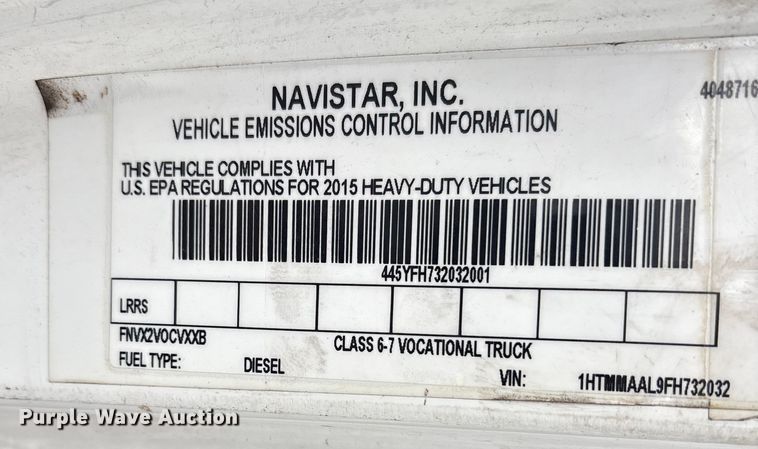 NAVISTAR, INC.
4048716
VEHICLE EMISSIONS CONTROL INFORMATION
THIS VEHICLE COMPLIES WITH
U.S. EPA REGULATIONS FOR 2015 HEAVY-DUTY VEHICLES
445YFH732032001
LRRS
FNVX2VOCVXXB
CLASS 6-7 VOCATIONAL TRUCK
FUEL TYPE: DIESEL VIN: 1HTMMAAL9FH732032
Purple Wave Auction